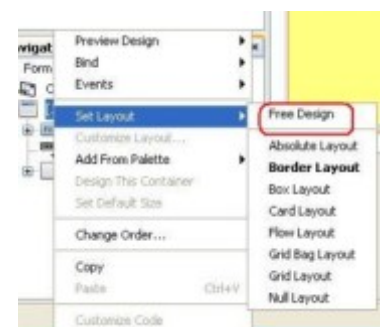 Preview Design
vigat
Bind
Form
Events
Set Layout
Free Design
Customize Layout...
Absolute Layout
Add From Palette
Border Layout
Design This Container
Box Layout
Set Default Size
Card Layout
Change Order...
Flow Layout
Grid Bag Layout
Copy
Grid Layout
Paste Ctrl+V
Null Layout
Customize Code